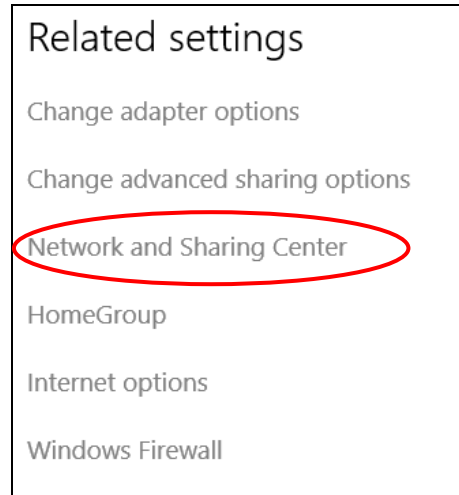 Related settings
Change adapter options
Change advanced sharing options
Network and Sharing Center
HomeGroup
Internet options
Windows Firewall